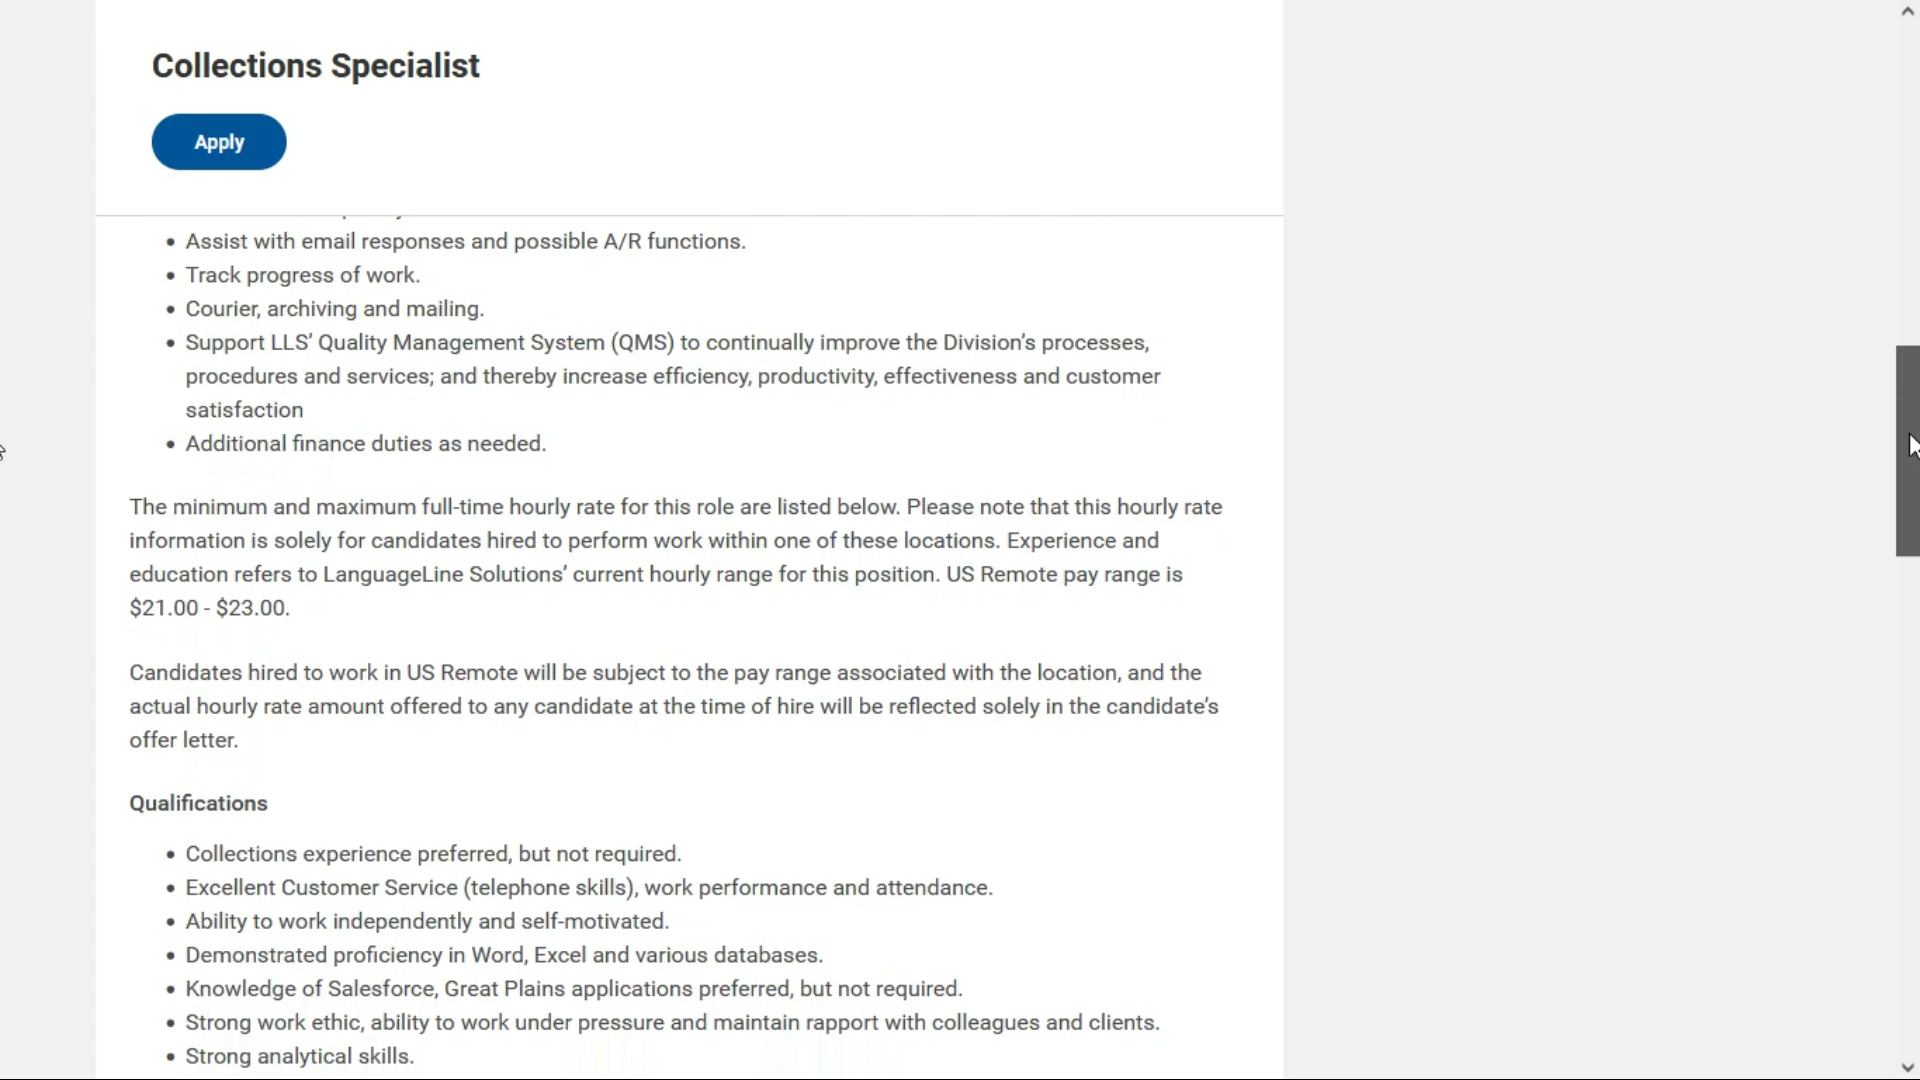 Collections Specialist
Apply
Assist with email responses and possible A/R functions.
Track progress of work.
Courier, archiving and mailing.
Support LLS’ Quality Management System (QMS) to continually improve the Division’s processes,
procedures and services; and thereby increase efficiency, productivity, effectiveness and customer
satisfaction
Additional finance duties as needed.
The minimum and maximum full-time hourly rate for this role are listed below. Please note that this hourly rate
information is solely for candidates hired to perform work within one of these locations. Experience and
education refers to LanguageLine Solutions’ current hourly range for this position. US Remote pay range is
$21.00 - $23.00.
Candidates hired to work in US Remote will be subject to the pay range associated with the location, and the
actual hourly rate amount offered to any candidate at the time of hire will be reflected solely in the candidate’s
offer letter.
Qualifications
Collections experience preferred, but not required.
Excellent Customer Service (telephone skills), work performance and attendance.
Ability to work independently and self-motivated.
Demonstrated proficiency in Word, Excel and various databases.
Knowledge of Salesforce, Great Plains applications preferred, but not required.
Strong work ethic, ability to work under pressure and maintain rapport with colleagues and clients.
Strong analytical skills.